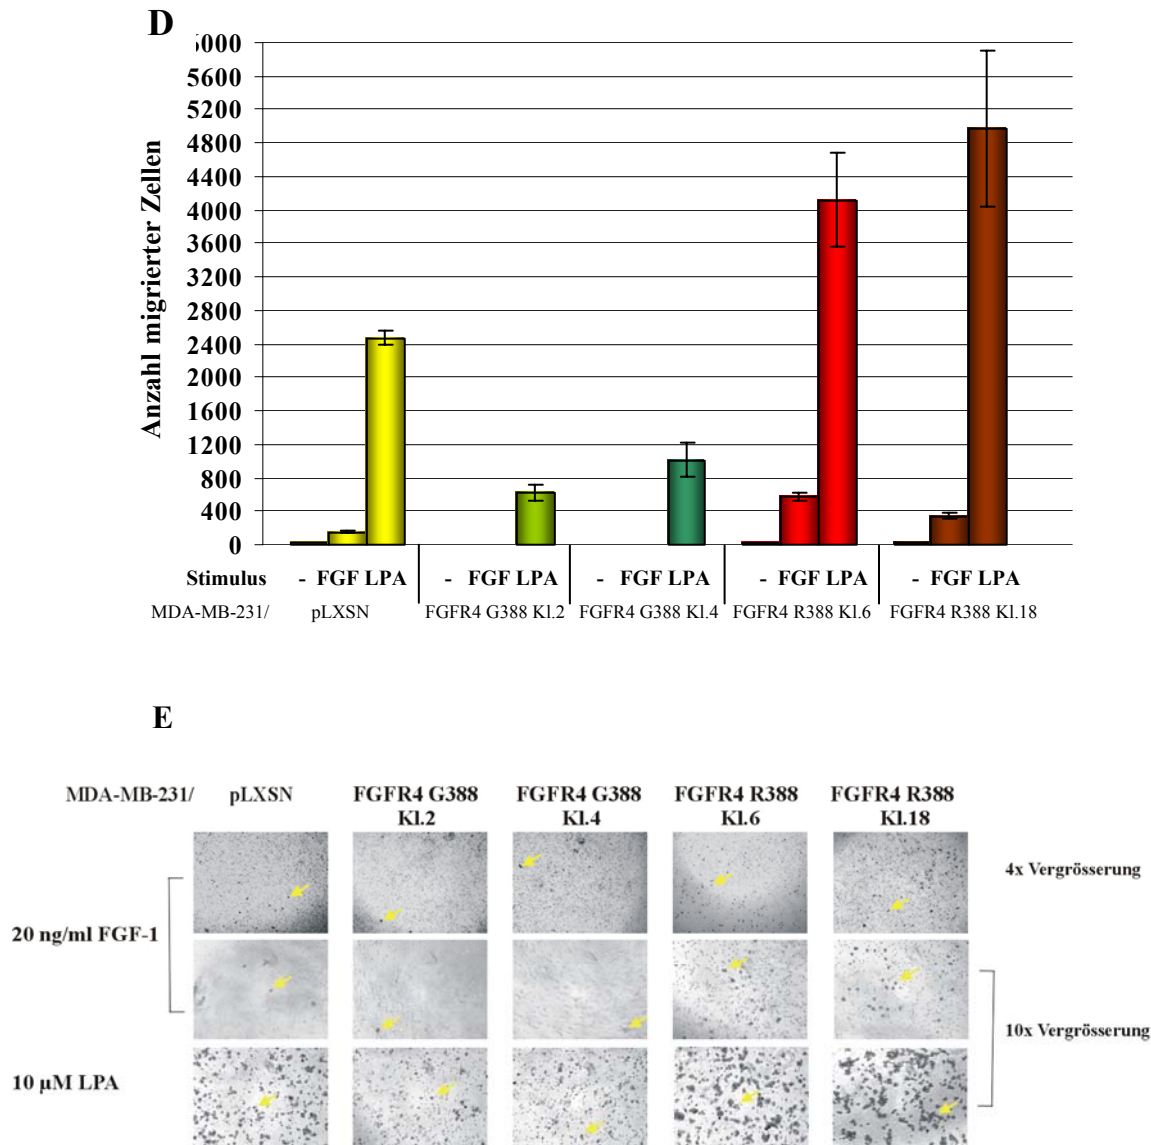 D
6000
5600
5200
4800
4400
4000
3600
3200
2800
2400
2000
1600
1200
800
400
0
Anzahl migrierter Zellen
Stimulus - FGF LPA - FGF LPA - FGF LPA - FGF LPA - FGF LPA
MDA-MB-231/ pLXSN FGFR4 G388 Kl.2 FGFR4 G388 Kl.4 FGFR4 R388 Kl.6 FGFR4 R388 Kl.18
E
MDA-MB-231/ pLXSN FGFR4 G388 FGFR4 G388 FGFR4 R388 FGFR4 R388
Kl.2 Kl.4 Kl.6 Kl.18
4x Vergrösserung
20 ng/ml FGF-1
10x Vergrösserung
10 µM LPA